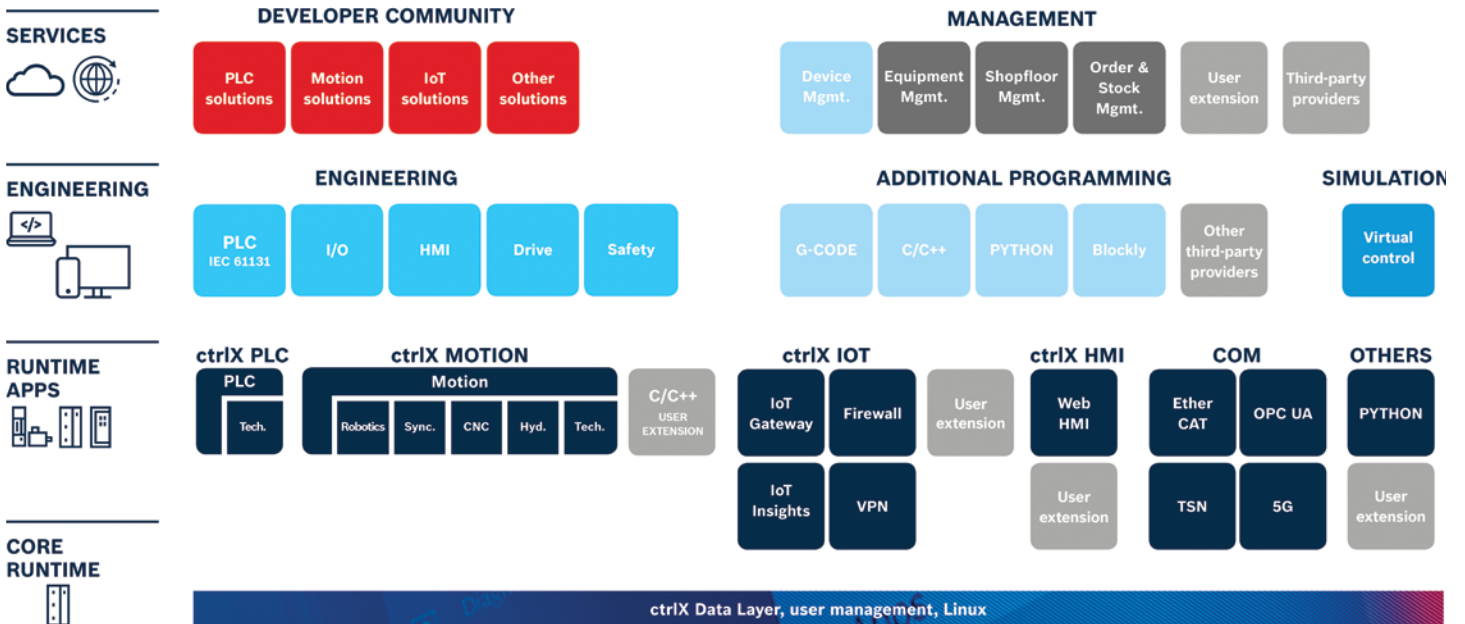 SERVICES
DEVELOPER COMMUNITY
PLC
solutions
Motion
solutions
IoT
solutions
Other
solutions
MANAGEMENT
Device
Mgmt.
Equipment
Mgmt.
Shopfloor
Mgmt.
Order &
Stock
Mgmt.
User
extension
Third-party
providers
ENGINEERING
</>
ENGINEERING
PLC
IEC 61131
I/O
HMI
Drive
Safety
ADDITIONAL PROGRAMMING
G-CODE
C/C++
PYTHON
Blockly
Other
third-party
providers
SIMULATION
Virtual
control
RUNTIME
APPS
ctrlX PLC
PLC
Tech.
ctrlX MOTION
Motion
Robotics
Sync.
CNC
Hyd.
Tech.
C/C++
USER
EXTENSION
ctrlX IOT
IoT
Gateway
Firewall
User
extension
IoT
Insights
VPN
ctrlX HMI
Web
HMI
User
extension
COM
Ether
CAT
OPC UA
TSN
5G
OTHERS
PYTHON
User
extension
CORE
RUNTIME
ctrlX Data Layer, user management, Linux